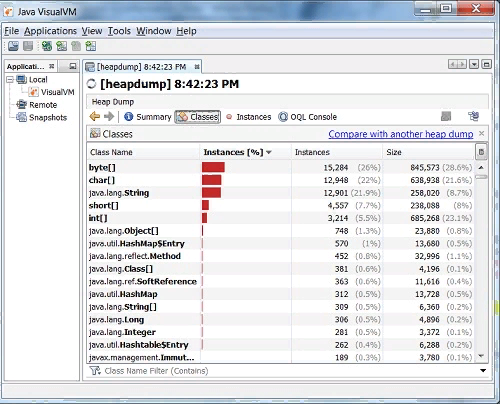 Java VisualVM
File Applications View Tools Window Help
Applicati...
Local
VisualVM
Remote
Snapshots
[heapdump] 8:42:23 PM
[heapdump] 8:42:23 PM
Heap Dump
Summary Classes Instances OQL Console
Classes Compare with another heap dump
Class Name Instances [%] Instances Size
byte[] 15,284 (26%) 845,573 (28.6%)
char[] 12,948 (22%) 638,938 (21.6%)
java.lang.String 12,901 (21.9%) 258,020 (8.7%)
short[] 4,557 (7.7%) 238,088 (8%)
int[] 3,214 (5.5%) 685,268 (23.1%)
java.lang.Object[] 748 (1.3%) 23,880 (0.8%)
java.util.HashMap$Entry 570 (1%) 13,680 (0.5%)
java.lang.reflect.Method 452 (0.8%) 32,996 (1.1%)
java.lang.Class[] 381 (0.6%) 4,196 (0.1%)
java.lang.ref.SoftReference 363 (0.6%) 11,616 (0.4%)
java.util.HashMap 312 (0.5%) 13,728 (0.5%)
java.lang.String[] 309 (0.5%) 6,360 (0.2%)
java.lang.Long 306 (0.5%) 4,896 (0.2%)
java.lang.Integer 281 (0.5%) 3,372 (0.1%)
java.util.Hashtable$Entry 262 (0.4%) 6,288 (0.2%)
javax.management.Immut... 189 (0.3%) 3,780 (0.1%)
Class Name Filter (Contains)